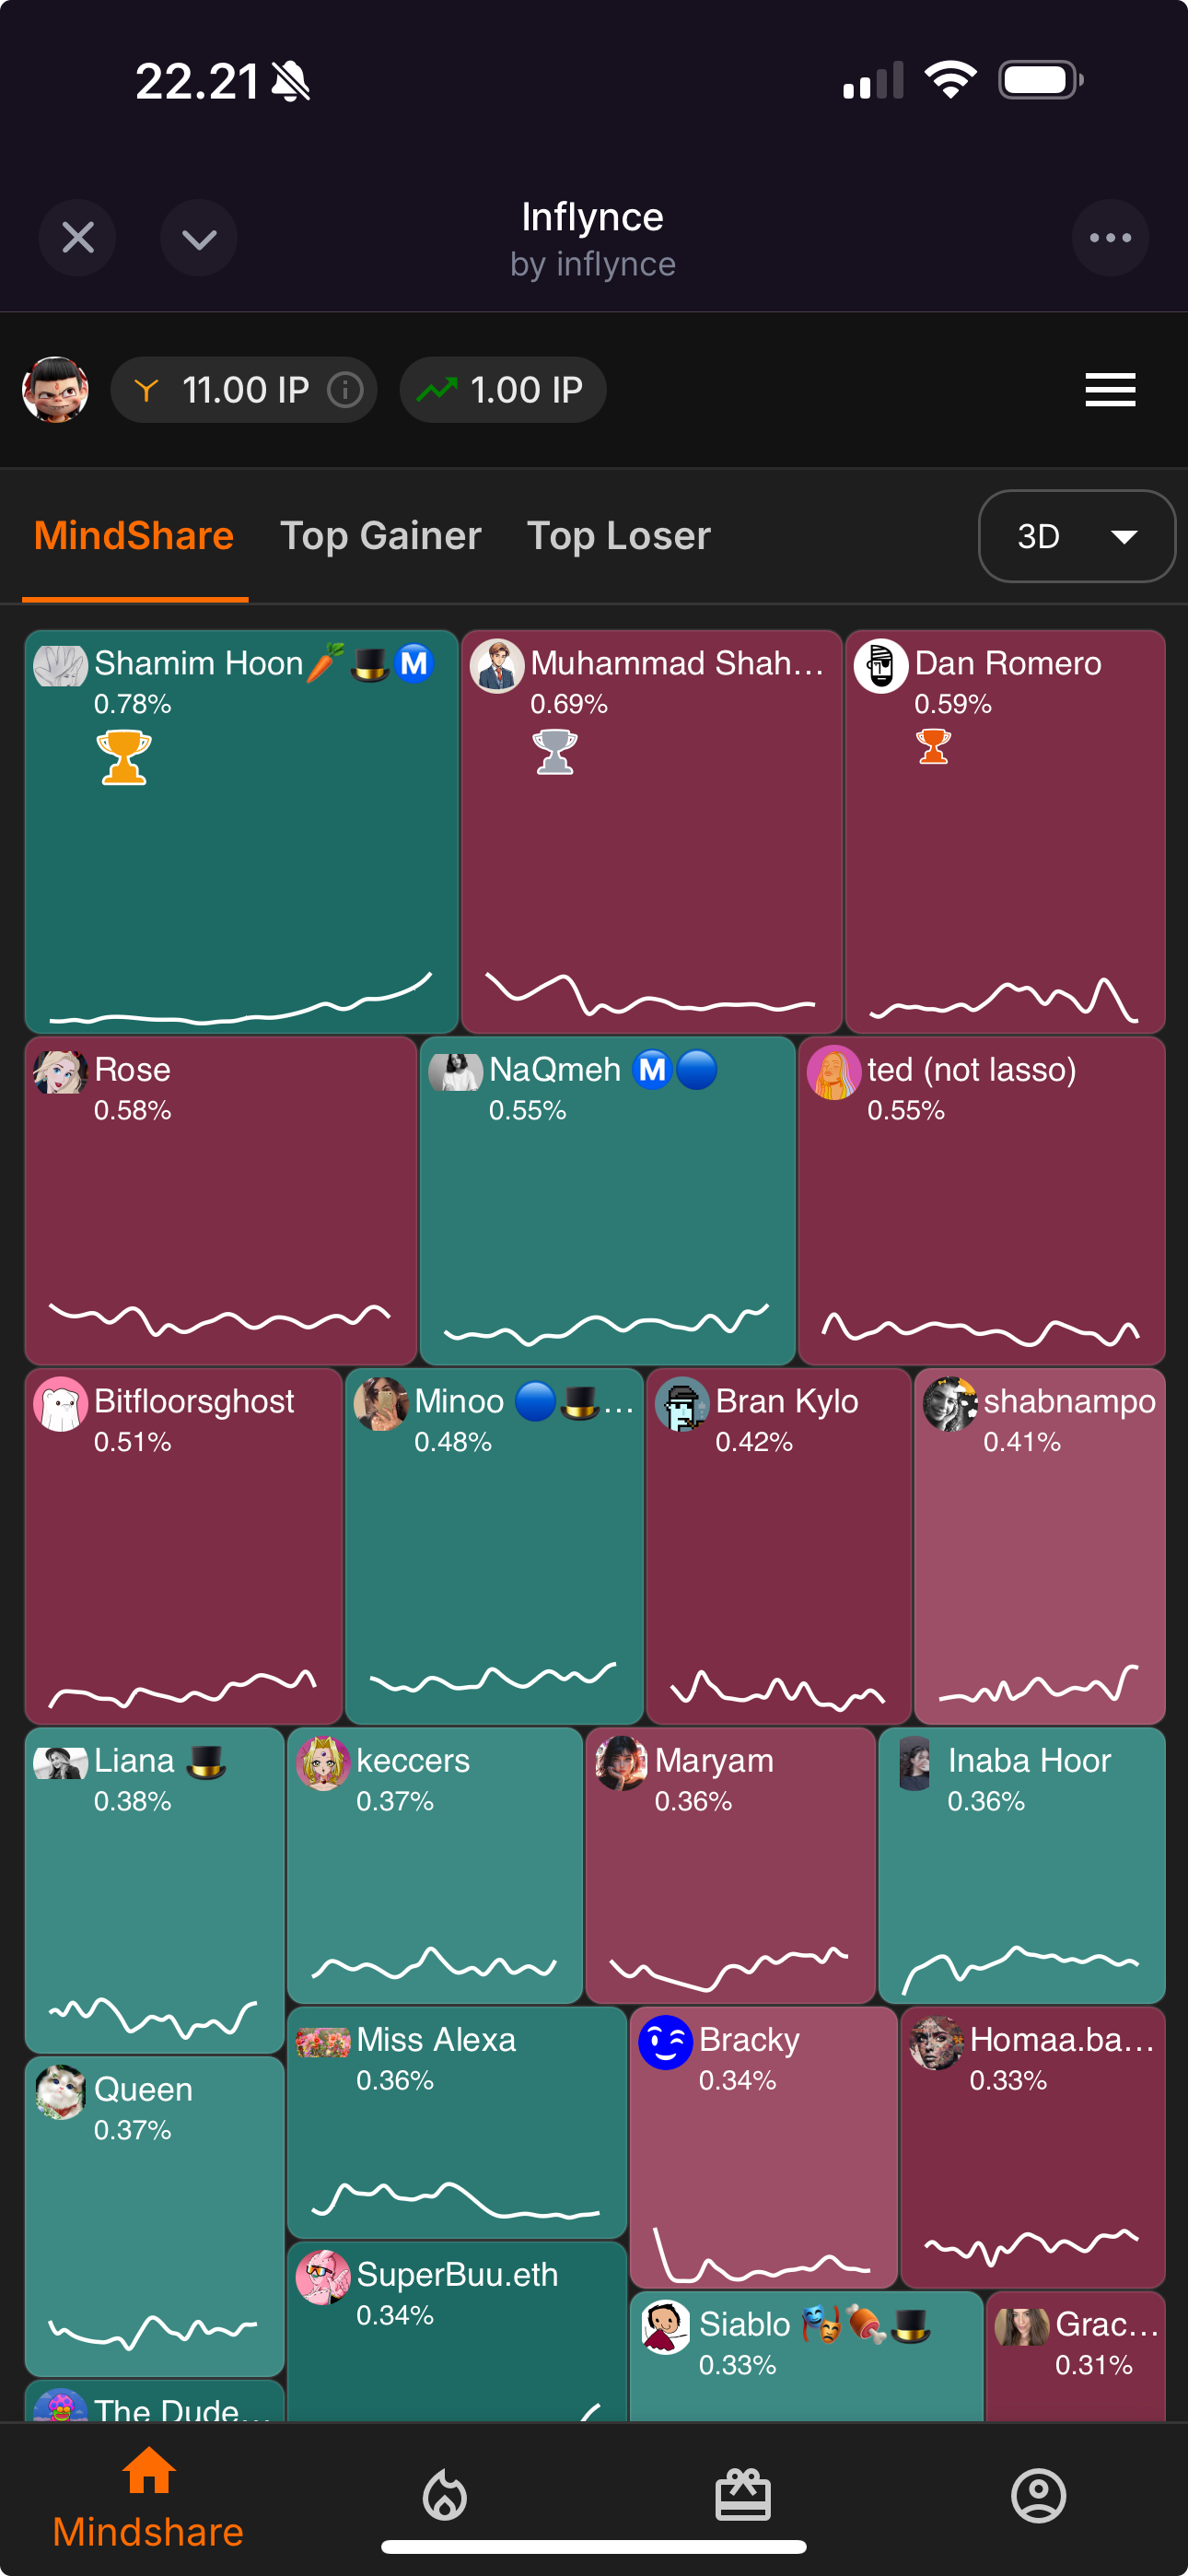 22.21
Inflynce
by inflynce
11.00 IP
1.00 IP
MindShare Top Gainer Top Loser 3D
Shamim Hoon🥕🎩Ⓜ️
0.78%
Muhammad Shah...
0.69%
Dan Romero
0.59%
Rose
0.58%
NaQmeh Ⓜ️🔵
0.55%
ted (not lasso)
0.55%
Bitfloorsghost
0.51%
Minoo 🔵🎩...
0.48%
Bran Kylo
0.42%
shabnampo
0.41%
Liana 🎩
0.38%
keccers
0.37%
Maryam
0.36%
Inaba Hoor
0.36%
Queen
0.37%
Miss Alexa
0.36%
Bracky
0.34%
Homaa.ba...
0.33%
SuperBuu.eth
0.34%
Siablo 🎭🍖🎩
0.33%
Grac...
0.31%
The Dude...
Mindshare